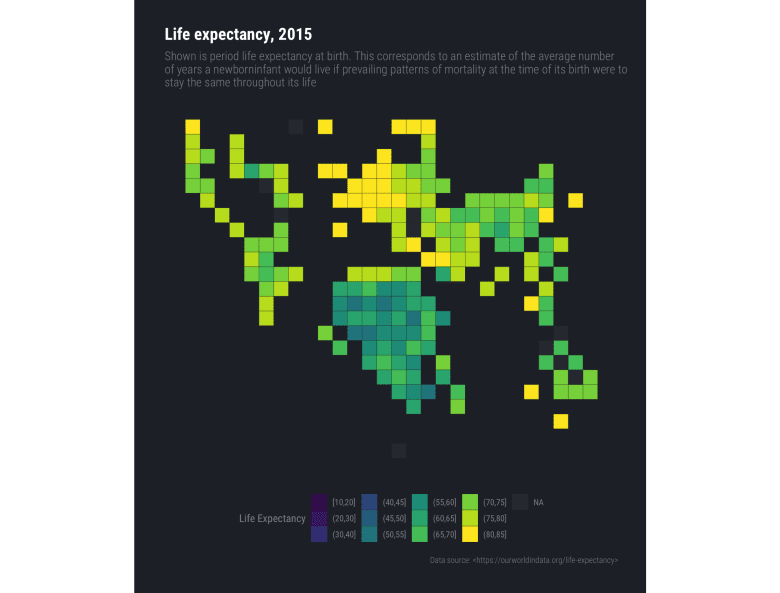 Life expectancy, 2015
Shown is period life expectancy at birth. This corresponds to an estimate of the average number
of years a newborninfant would live if prevailing patterns of mortality at the time of its birth were to
stay the same throughout its life
Life Expectancy
[10,20]
(20,30]
(30,40]
(40,45]
(45,50]
(50,55]
(55,60]
(60,65]
(65,70]
(70,75]
(75,80]
(80,85]
NA
Data source: <https://ourworldindata.org/life-expectancy>